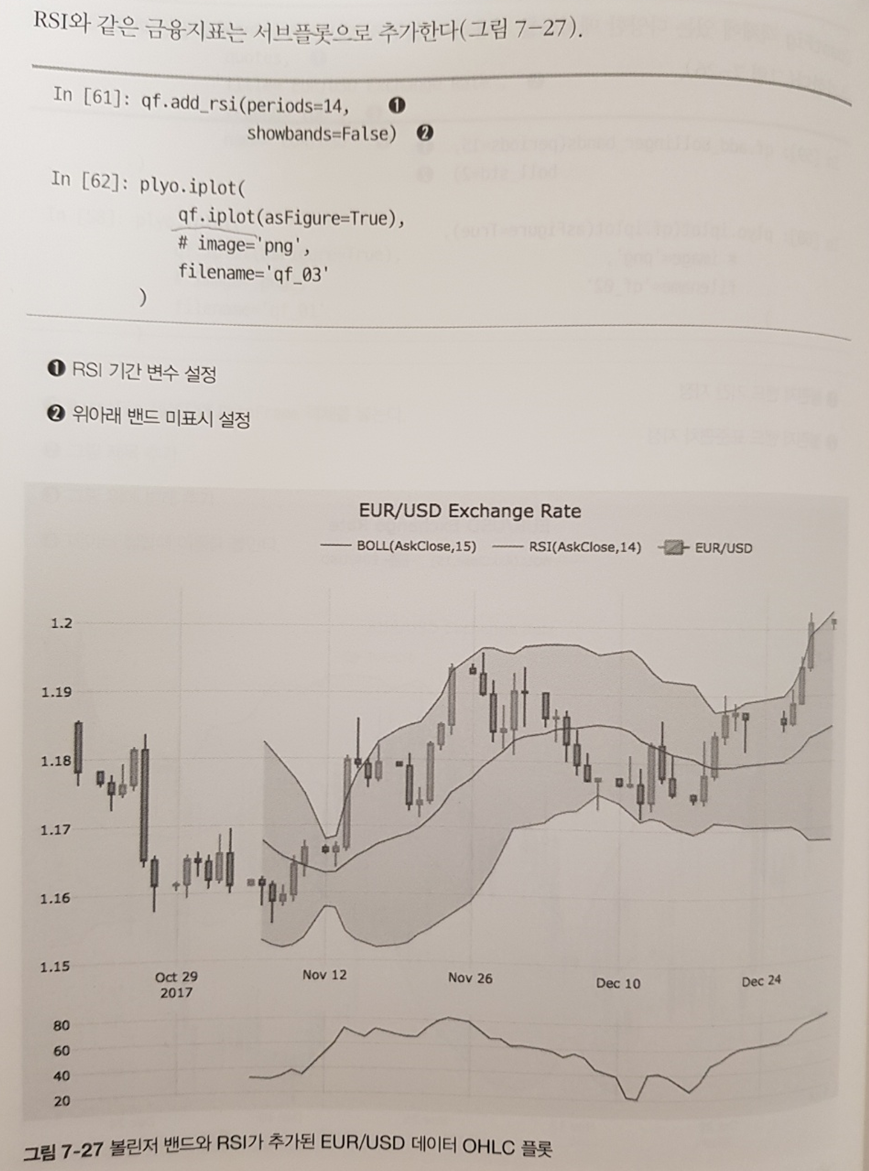 RSI와 같은 금융지표는 서브플롯으로 추가한다(그림 7-27).
In [61]: qf.add_rsi(periods=14, ❶
showbands=False) ❷
In [62]: plyo.iplot(
qf.iplot(asFigure=True),
# image='png',
filename='qf_03'
)
❶ RSI 기간 변수 설정
❷ 위아래 밴드 미표시 설정
EUR/USD Exchange Rate
BOLL(AskClose,15) RSI(AskClose,14) EUR/USD
1.2
1.19
1.18
1.17
1.16
1.15
Oct 29 Nov 12 Nov 26 Dec 10 Dec 24
2017
80
60
40
20
그림 7-27 볼린저 밴드와 RSI가 추가된 EUR/USD 데이터 OHLC 플롯